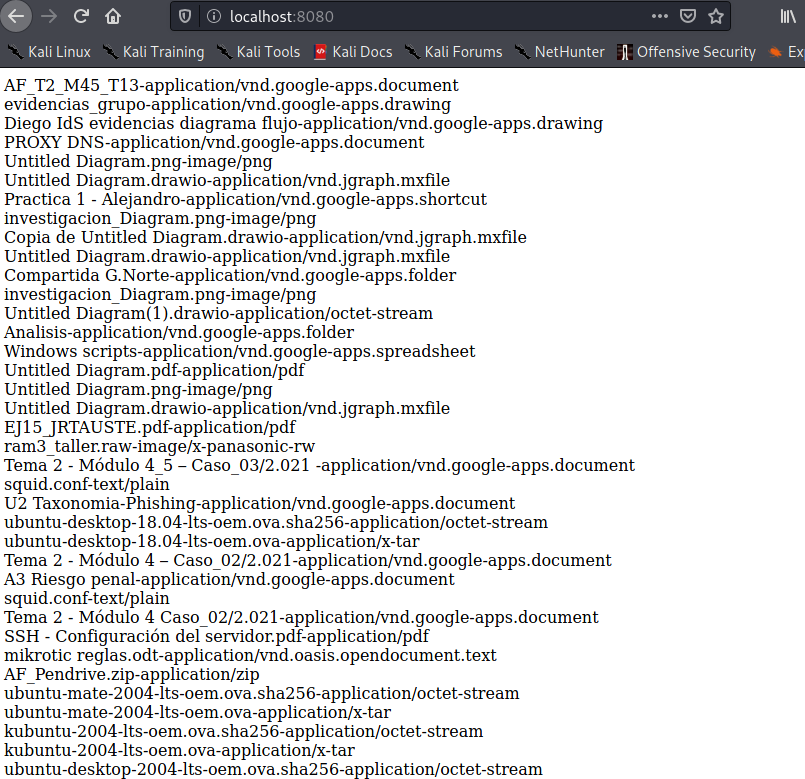 localhost:8080
Kali Linux Kali Training Kali Tools Kali Docs Kali Forums NetHunter Offensive Security Exp
AF_T2_M45_T13-application/vnd.google-apps.document
evidencias_grupo-application/vnd.google-apps.drawing
Diego IdS evidencias diagrama flujo-application/vnd.google-apps.drawing
PROXY DNS-application/vnd.google-apps.document
Untitled Diagram.png-image/png
Untitled Diagram.drawio-application/vnd.jgraph.mxfile
Practica 1 - Alejandro-application/vnd.google-apps.shortcut
investigacion_Diagram.png-image/png
Copia de Untitled Diagram.drawio-application/vnd.jgraph.mxfile
Untitled Diagram.drawio-application/vnd.jgraph.mxfile
Compartida G.Norte-application/vnd.google-apps.folder
investigacion_Diagram.png-image/png
Untitled Diagram(1).drawio-application/octet-stream
Analisis-application/vnd.google-apps.folder
Windows scripts-application/vnd.google-apps.spreadsheet
Untitled Diagram.pdf-application/pdf
Untitled Diagram.png-image/png
Untitled Diagram.drawio-application/vnd.jgraph.mxfile
EJ15_JRTAUSTE.pdf-application/pdf
ram3_taller.raw-image/x-panasonic-rw
Tema 2 - Módulo 4_5 – Caso_03/2.021 -application/vnd.google-apps.document
squid.conf-text/plain
U2 Taxonomia-Phishing-application/vnd.google-apps.document
ubuntu-desktop-18.04-lts-oem.ova.sha256-application/octet-stream
ubuntu-desktop-18.04-lts-oem.ova-application/x-tar
Tema 2 - Módulo 4 – Caso_02/2.021-application/vnd.google-apps.document
A3 Riesgo penal-application/vnd.google-apps.document
squid.conf-text/plain
Tema 2 - Módulo 4 Caso_02/2.021-application/vnd.google-apps.document
SSH - Configuración del servidor.pdf-application/pdf
mikrotic reglas.odt-application/vnd.oasis.opendocument.text
AF_Pendrive.zip-application/zip
ubuntu-mate-2004-lts-oem.ova.sha256-application/octet-stream
ubuntu-mate-2004-lts-oem.ova-application/x-tar
kubuntu-2004-lts-oem.ova.sha256-application/octet-stream
kubuntu-2004-lts-oem.ova-application/x-tar
ubuntu-desktop-2004-lts-oem.ova.sha256-application/octet-stream